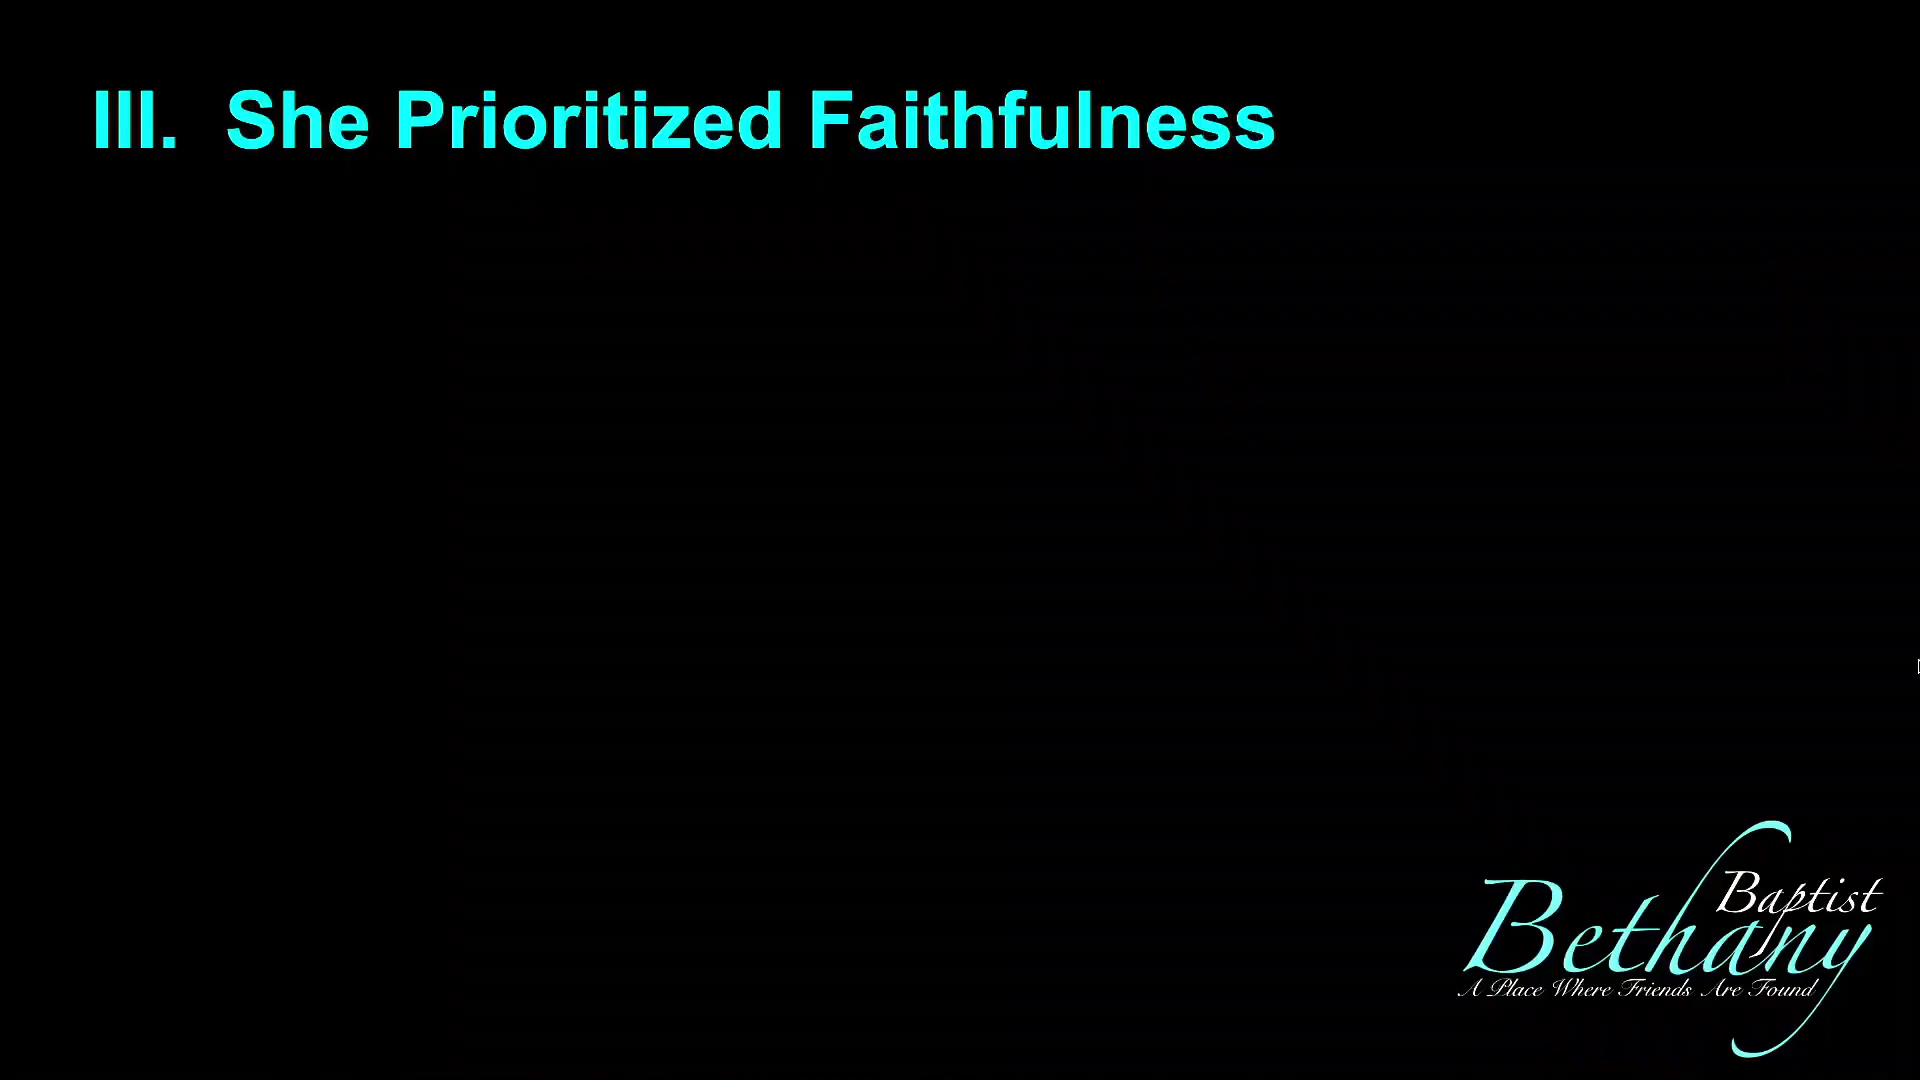 III. She Prioritized Faithfulness
Baptist
Bethany
A Place Where Friends Are Found